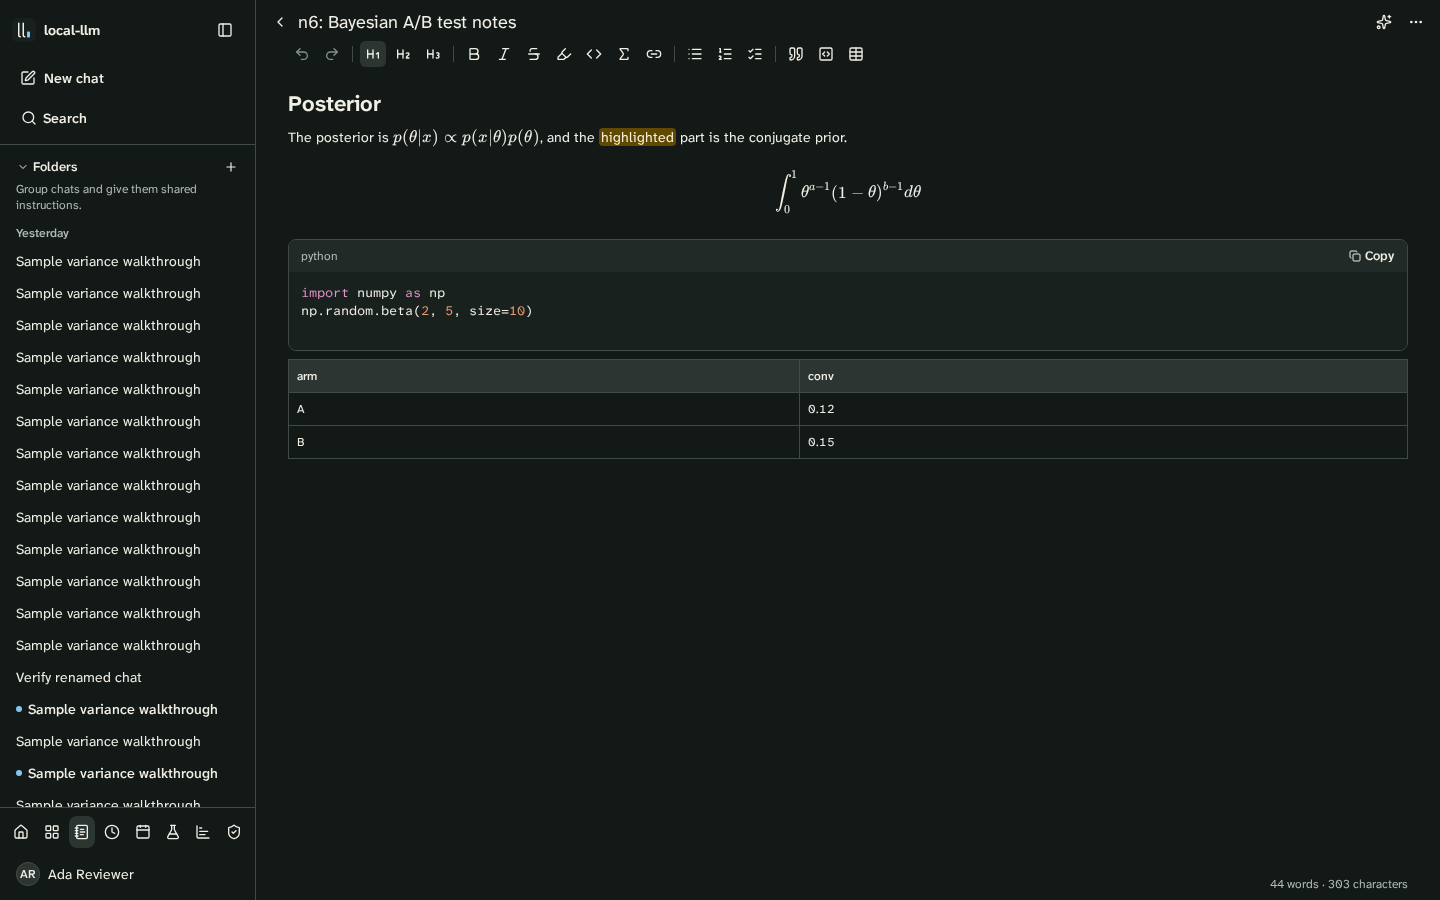 local-llm
New chat
Search
Folders
Group chats and give them shared
instructions.
Yesterday
Sample variance walkthrough
Sample variance walkthrough
Sample variance walkthrough
Sample variance walkthrough
Sample variance walkthrough
Sample variance walkthrough
Sample variance walkthrough
Sample variance walkthrough
Sample variance walkthrough
Sample variance walkthrough
Sample variance walkthrough
Sample variance walkthrough
Sample variance walkthrough
Verify renamed chat
Sample variance walkthrough
Sample variance walkthrough
Sample variance walkthrough
Sample variance walkthrough
AR Ada Reviewer
n6: Bayesian A/B test notes
H1 H2 H3
Posterior
The posterior is p(θ|x) ∝ p(x|θ)p(θ), and the highlighted part is the conjugate prior.
∫₀¹ θᵃ⁻¹(1 − θ)ᵇ⁻¹dθ
python Copy
import numpy as np
np.random.beta(2, 5, size=10)
arm conv
A 0.12
B 0.15
44 words · 303 characters